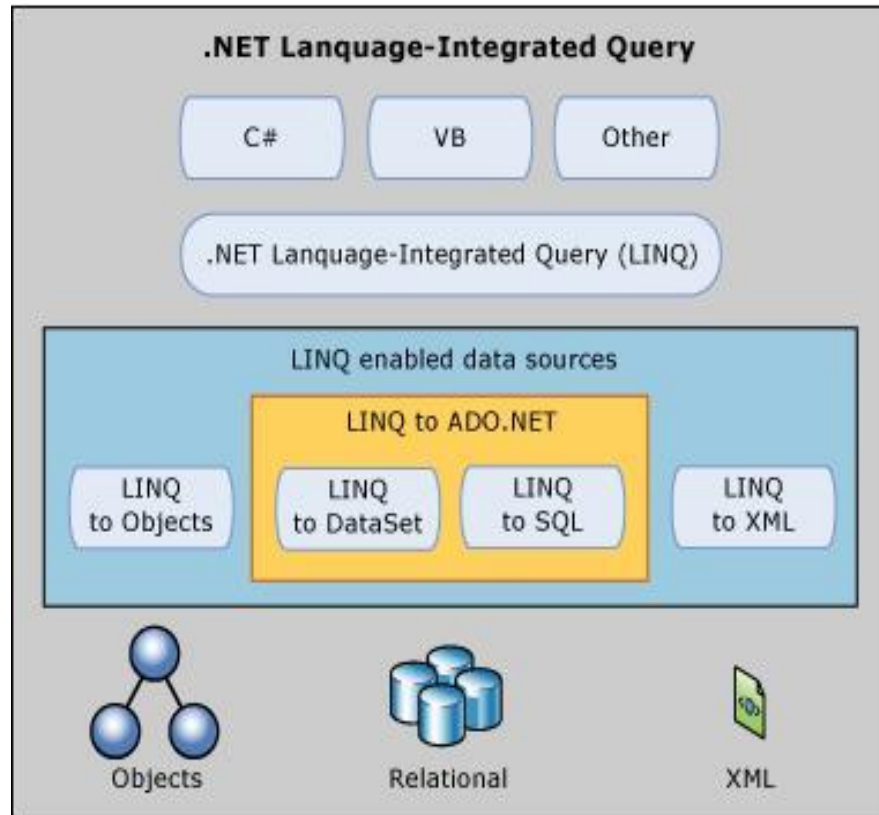 .NET Lanquage-Integrated Query
C#
VB
Other
.NET Lanquage-Integrated Query (LINQ)
LINQ enabled data sources
LINQ to ADO.NET
LINQ
to Objects
LINQ
to DataSet
LINQ
to SQL
LINQ
to XML
<0>
Objects
Relational
XML